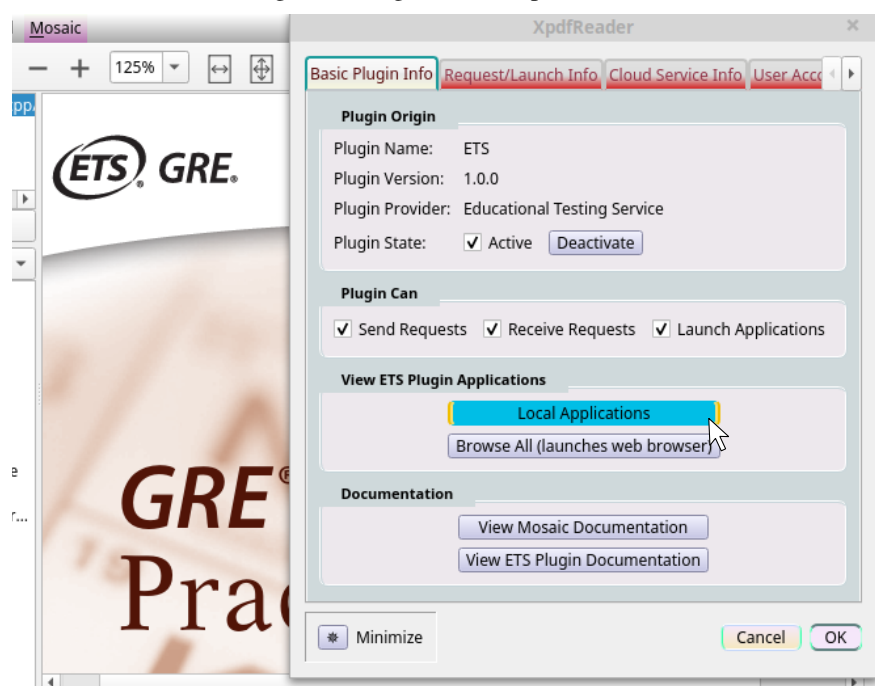 Mosaic
125%
ETS GRE®
GRE®
Prac
XpdfReader
Basic Plugin Info Request/Launch Info Cloud Service Info User Acco
Plugin Origin
Plugin Name: ETS
Plugin Version: 1.0.0
Plugin Provider: Educational Testing Service
Plugin State: Active Deactivate
Plugin Can
Send Requests Receive Requests Launch Applications
View ETS Plugin Applications
Local Applications
Browse All (launches web browser)
Documentation
View Mosaic Documentation
View ETS Plugin Documentation
Minimize Cancel OK